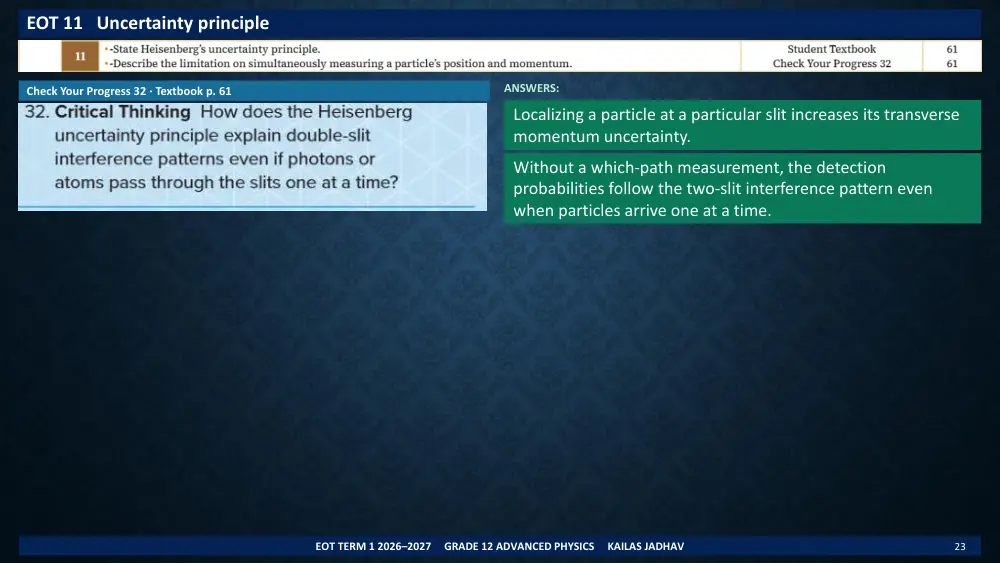 EOT 11 Uncertainty principle
11
•-State Heisenberg's uncertainty principle.
•-Describe the limitation on simultaneously measuring a particle's position and momentum.
Student Textbook 61
Check Your Progress 32 61
Check Your Progress 32 · Textbook p. 61
32. Critical Thinking How does the Heisenberg
uncertainty principle explain double-slit
interference patterns even if photons or
atoms pass through the slits one at a time?
ANSWERS:
Localizing a particle at a particular slit increases its transverse
momentum uncertainty.
Without a which-path measurement, the detection
probabilities follow the two-slit interference pattern even
when particles arrive one at a time.
EOT TERM 1 2026–2027 GRADE 12 ADVANCED PHYSICS KAILAS JADHAV 23